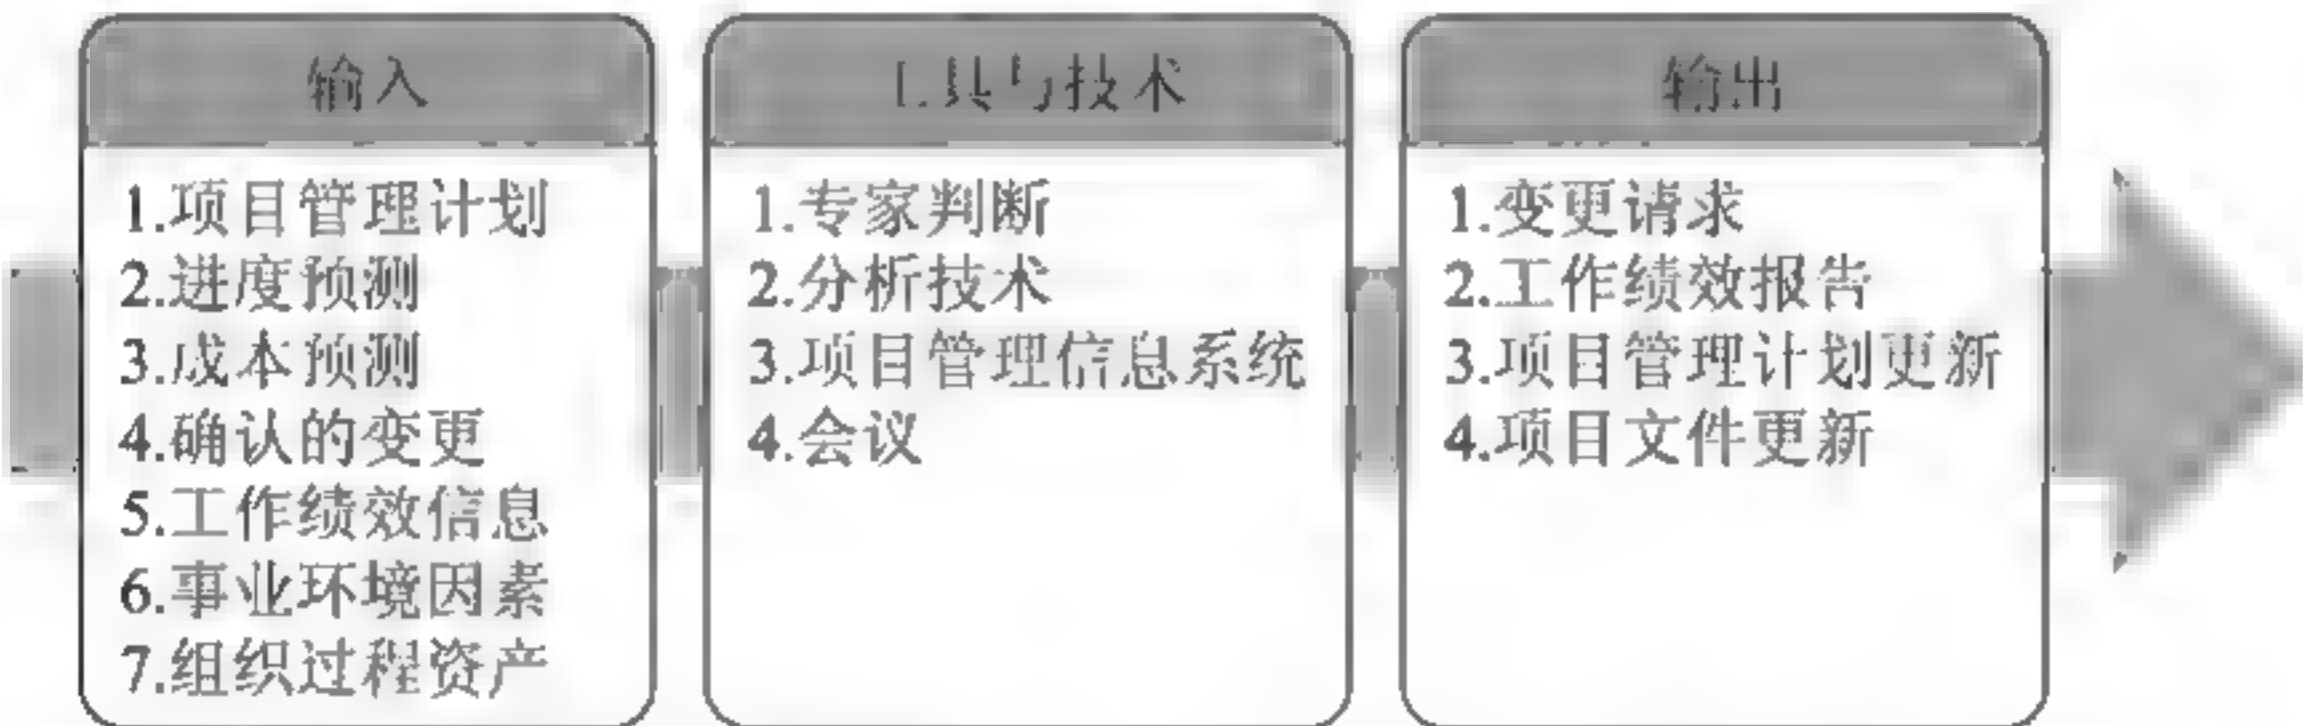 输入
1.项目管理计划
2.进度预测
3.成本预测
4.确认的变更
5.工作绩效信息
6.事业环境因素
7.组织过程资产
工具与技术
1.专家判断
2.分析技术
3.项目管理信息系统
4.会议
输出
1.变更请求
2.工作绩效报告
3.项目管理计划更新
4.项目文件更新